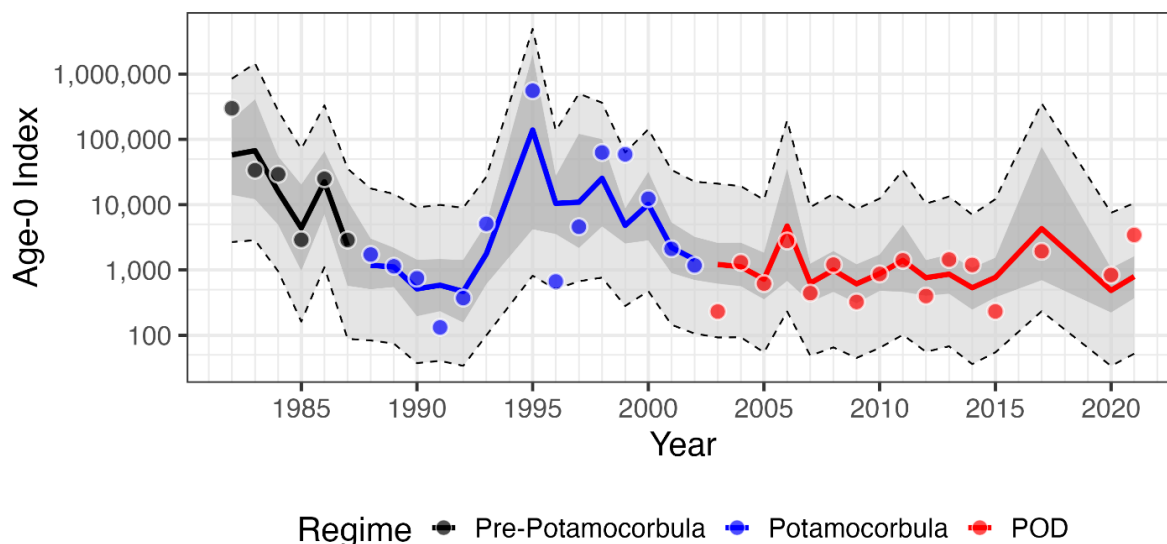 Age-0 Index
1,000,000
100,000
10,000
1,000
100
1985 1990 1995 2000 2005 2010 2015 2020
Year
Regime Pre-Potamocorbula Potamocorbula POD